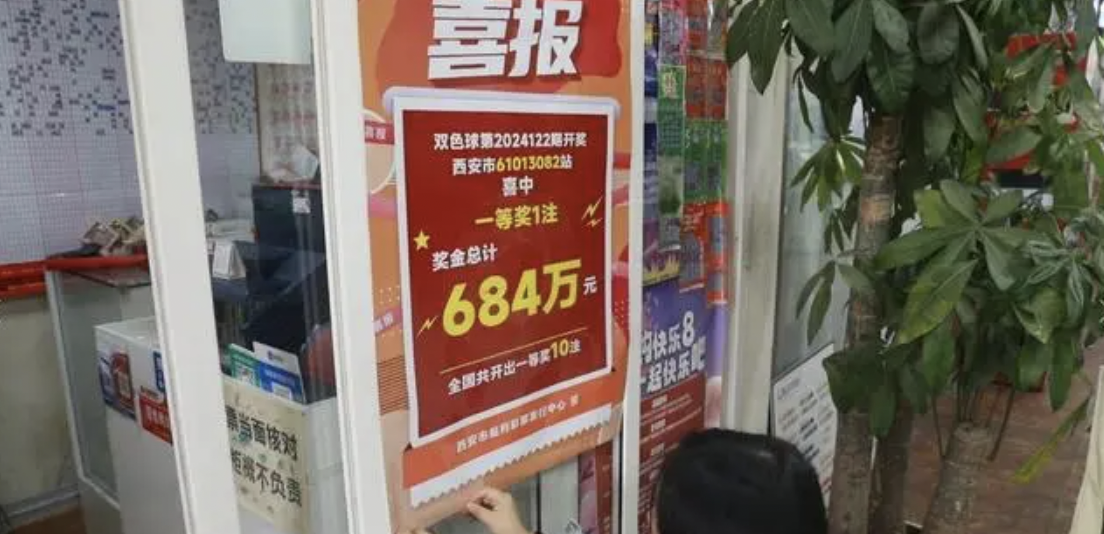 喜报
双色球第2024122期开奖
西安市61013082站
喜中
一等奖1注
奖金总计
684万元
全国共开出一等奖10注
西安市福利彩票发行中心 宣
快乐8
一起快乐吧
票券面核对
柜概不负责